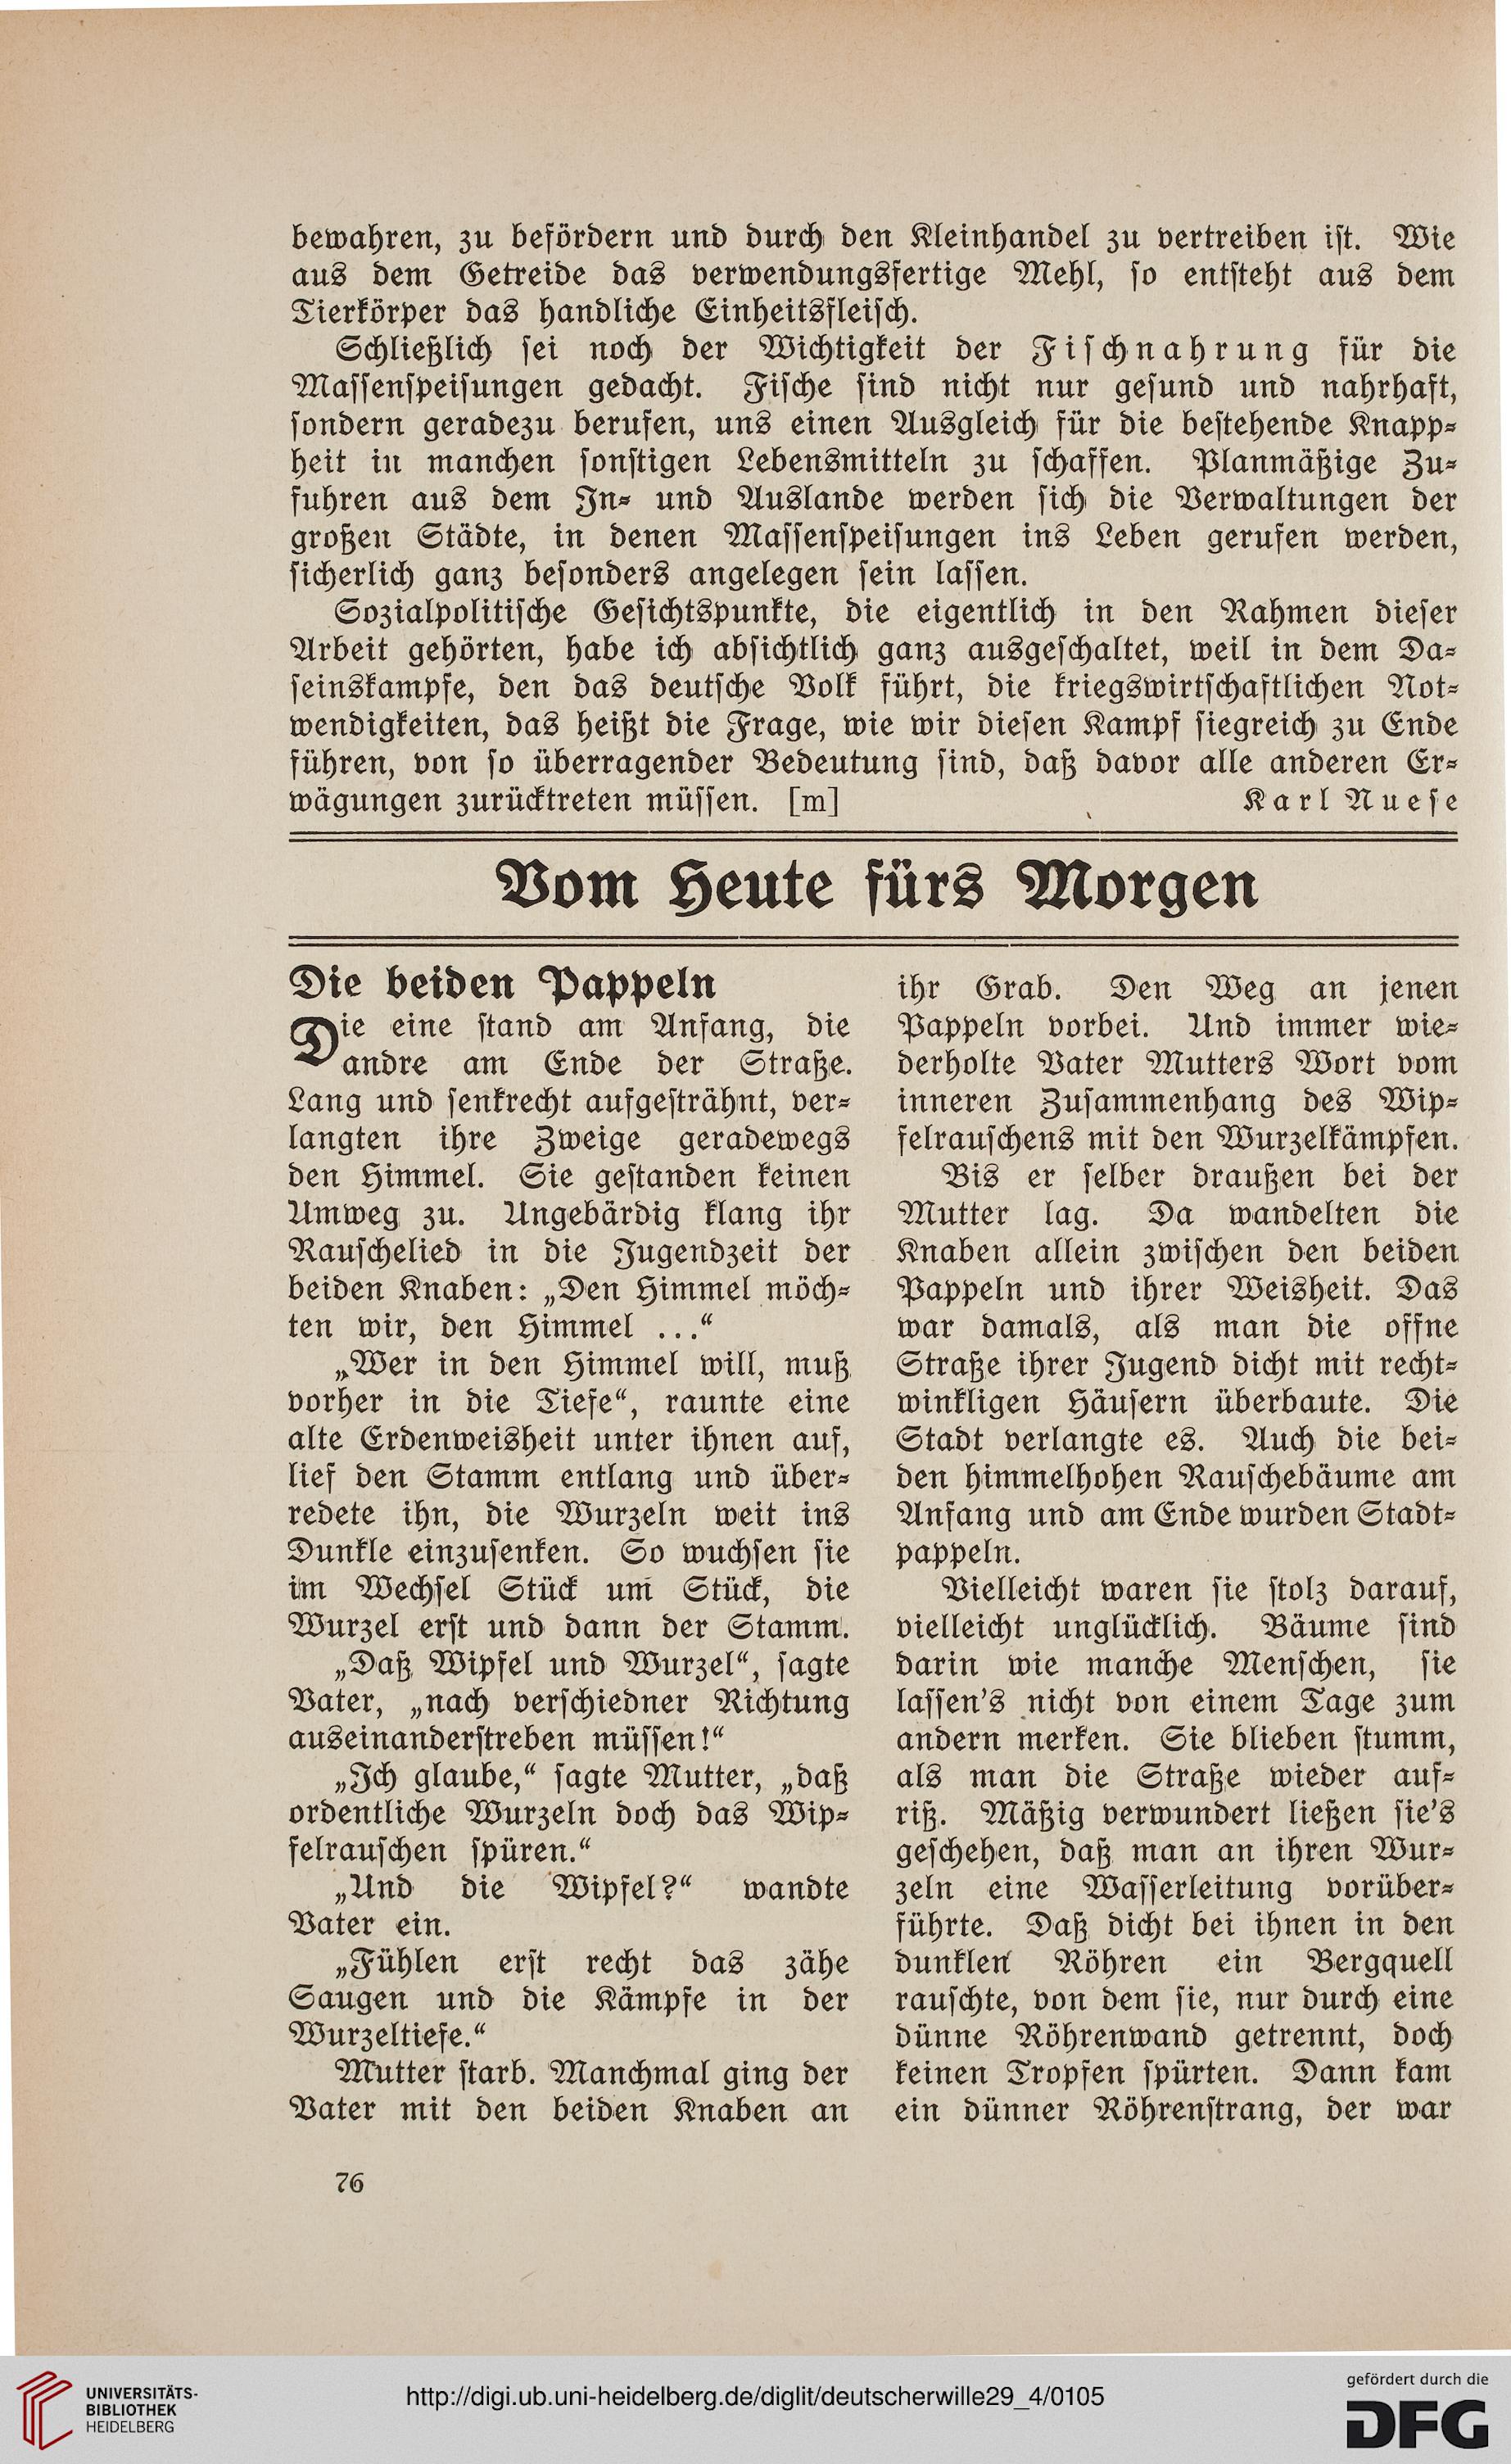 bewahren, zu befördern und durch den Kleinhandel zu vertreiben ist. Wie
aus dem Getreide das verwendungsfertige Mehl, so entsteht aus dem
Tierkörper das handliche Einheitsfleisch.
Schließlich sei noch der Wichtigkeit der Fischnahrung für die
Massenspeisungen gedacht. Fische sind nicht nur gesund und nahrhaft,
sondern geradezu berufen, uns einen Ausgleich für die bestehende Knapp-
heit in manchen sonstigen Lebensmitteln zu schaffen. Planmäßige Zu-
fuhren aus dem In- und Auslande werden sich die Verwaltungen der
großen Städte, in denen Massenspeisungen ins Leben gerufen werden,
sicherlich ganz besonders angelegen sein lassen.
Sozialpolitische Gesichtspunkte, die eigentlich in den Rahmen dieser
Arbeit gehörten, habe ich absichtlich ganz ausgeschaltet, weil in dem Da-
seinskampfe, den das deutsche Volk führt, die kriegswirtschaftlichen Not-
wendigkeiten, das heißt die Frage, wie wir diesen Kampf siegreich zu Ende
führen, von so überragender Bedeutung sind, daß davor alle anderen Er-
wägungen zurücktreten müssen. [m] Karl Nuese
Vom Heute fürs Morgen
Die beiden Pappeln
Die eine stand am Anfang, die
andre am Ende der Straße.
Lang und senkrecht aufgesträhnt, ver-
langten ihre Zweige geradewegs
den Himmel. Sie gestanden keinen
Umweg zu. Ungebärdig klang ihr
Rauschelied in die Jugendzeit der
beiden Knaben: „Den Himmel möch-
ten wir, den Himmel ...“
„Wer in den Himmel will, muß
vorher in die Tiefe“, raunte eine
alte Erdenweisheit unter ihnen auf,
lief den Stamm entlang und über-
redete ihn, die Wurzeln weit ins
Dunkle einzusenken. So wuchsen sie
im Wechsel Stück um Stück, die
Wurzel erst und dann der Stamm.
„Daß Wipfel und Wurzel“, sagte
Vater, „nach verschiedner Richtung
auseinanderstreben müssen!“
„Ich glaube,“ sagte Mutter, „daß
ordentliche Wurzeln doch das Wip-
felrauschen spüren.“
„Und die Wipfel?“ wandte
Vater ein.
„Fühlen erst recht das zähe
Saugen und die Kämpfe in der
Wurzeltiefe.“
Mutter starb. Manchmal ging der
Vater mit den beiden Knaben an
ihr Grab. Den Weg an jenen
Pappeln vorbei. Und immer wie-
derholte Vater Mutters Wort vom
inneren Zusammenhang des Wip-
felrauschens mit den Wurzelkämpfen.
Bis er selber draußen bei der
Mutter lag. Da wandelten die
Knaben allein zwischen den beiden
Pappeln und ihrer Weisheit. Das
war damals, als man die offne
Straße ihrer Jugend dicht mit recht-
winkligen Häusern überbaute. Die
Stadt verlangte es. Auch die bei-
den himmelhohen Rauschebäume am
Anfang und am Ende wurden Stadt-
pappeln.
Vielleicht waren sie stolz darauf,
vielleicht unglücklich. Bäume sind
darin wie manche Menschen, sie
lassen's nicht von einem Tage zum
andern merken. Sie blieben stumm,
als man die Straße wieder auf-
riß. Mäßig verwundert ließen sie's
geschehen, daß man an ihren Wur-
zeln eine Wasserleitung vorüber-
führte. Daß dicht bei ihnen in den
dunklen Röhren ein Bergquell
rauschte, von dem sie, nur durch eine
dünne Röhrenwand getrennt, doch
keinen Tropfen spürten. Dann kam
ein dünner Röhrenstrang, der war
76
UNIVERSITÄTS-
BIBLIOTHEK
HEIDELBERG
http://digi.ub.uni-heidelberg.de/diglit/deutscherwille29_4/0105
gefördert durch die
DFG